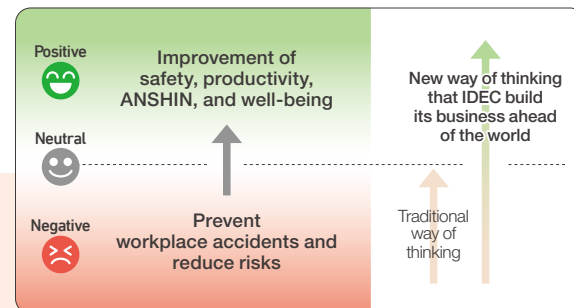 Positive
Improvement of
safety, productivity,
ANSHIN, and well-being
Neutral
Negative
Prevent
workplace accidents and
reduce risks
New way of thinking
that IDEC build
its business ahead
of the world
Traditional
way of
thinking